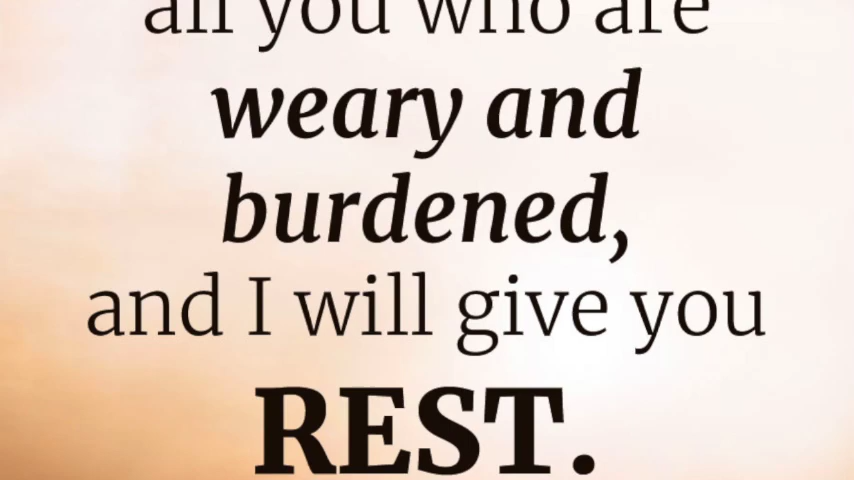 all you who are
weary and
burdened,
and I will give you
REST.